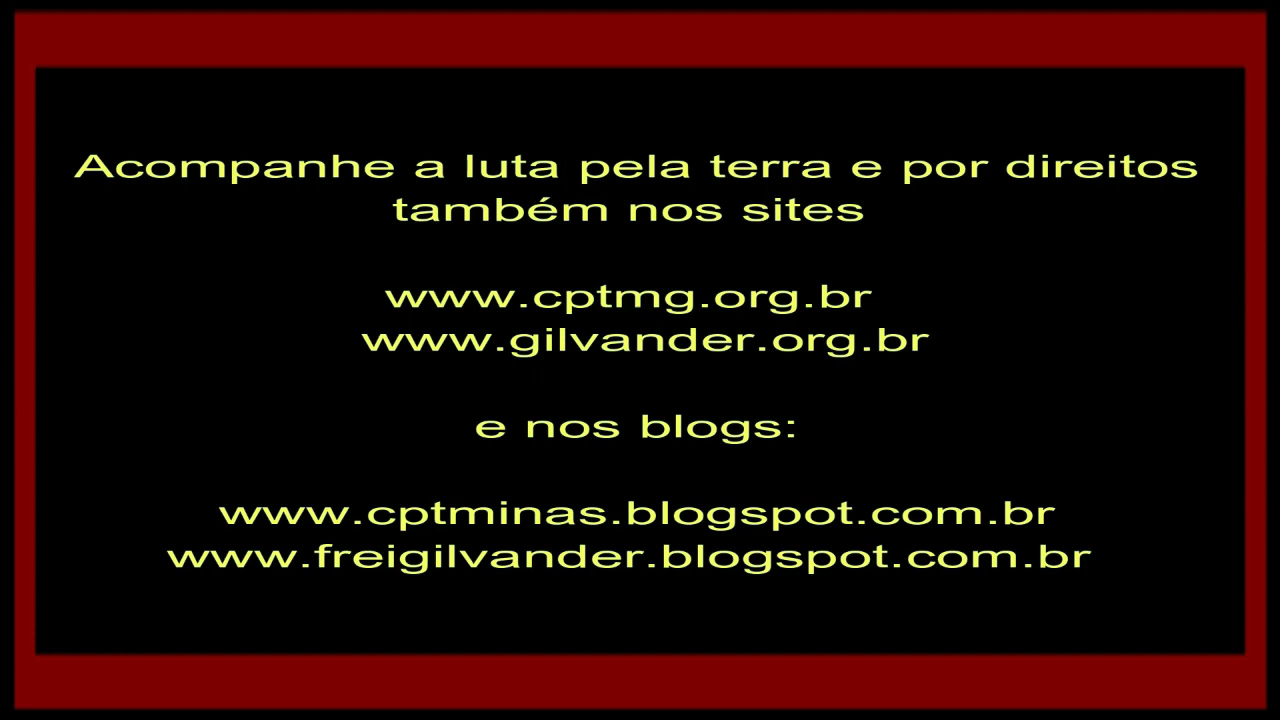 Acompanhe a luta pela terra e por direitos
também nos sites
www.cptmg.org.br
www.gilvander.org.br
e nos blogs:
www.cptminas.blogspot.com.br
www.freigilvander.blogspot.com.br